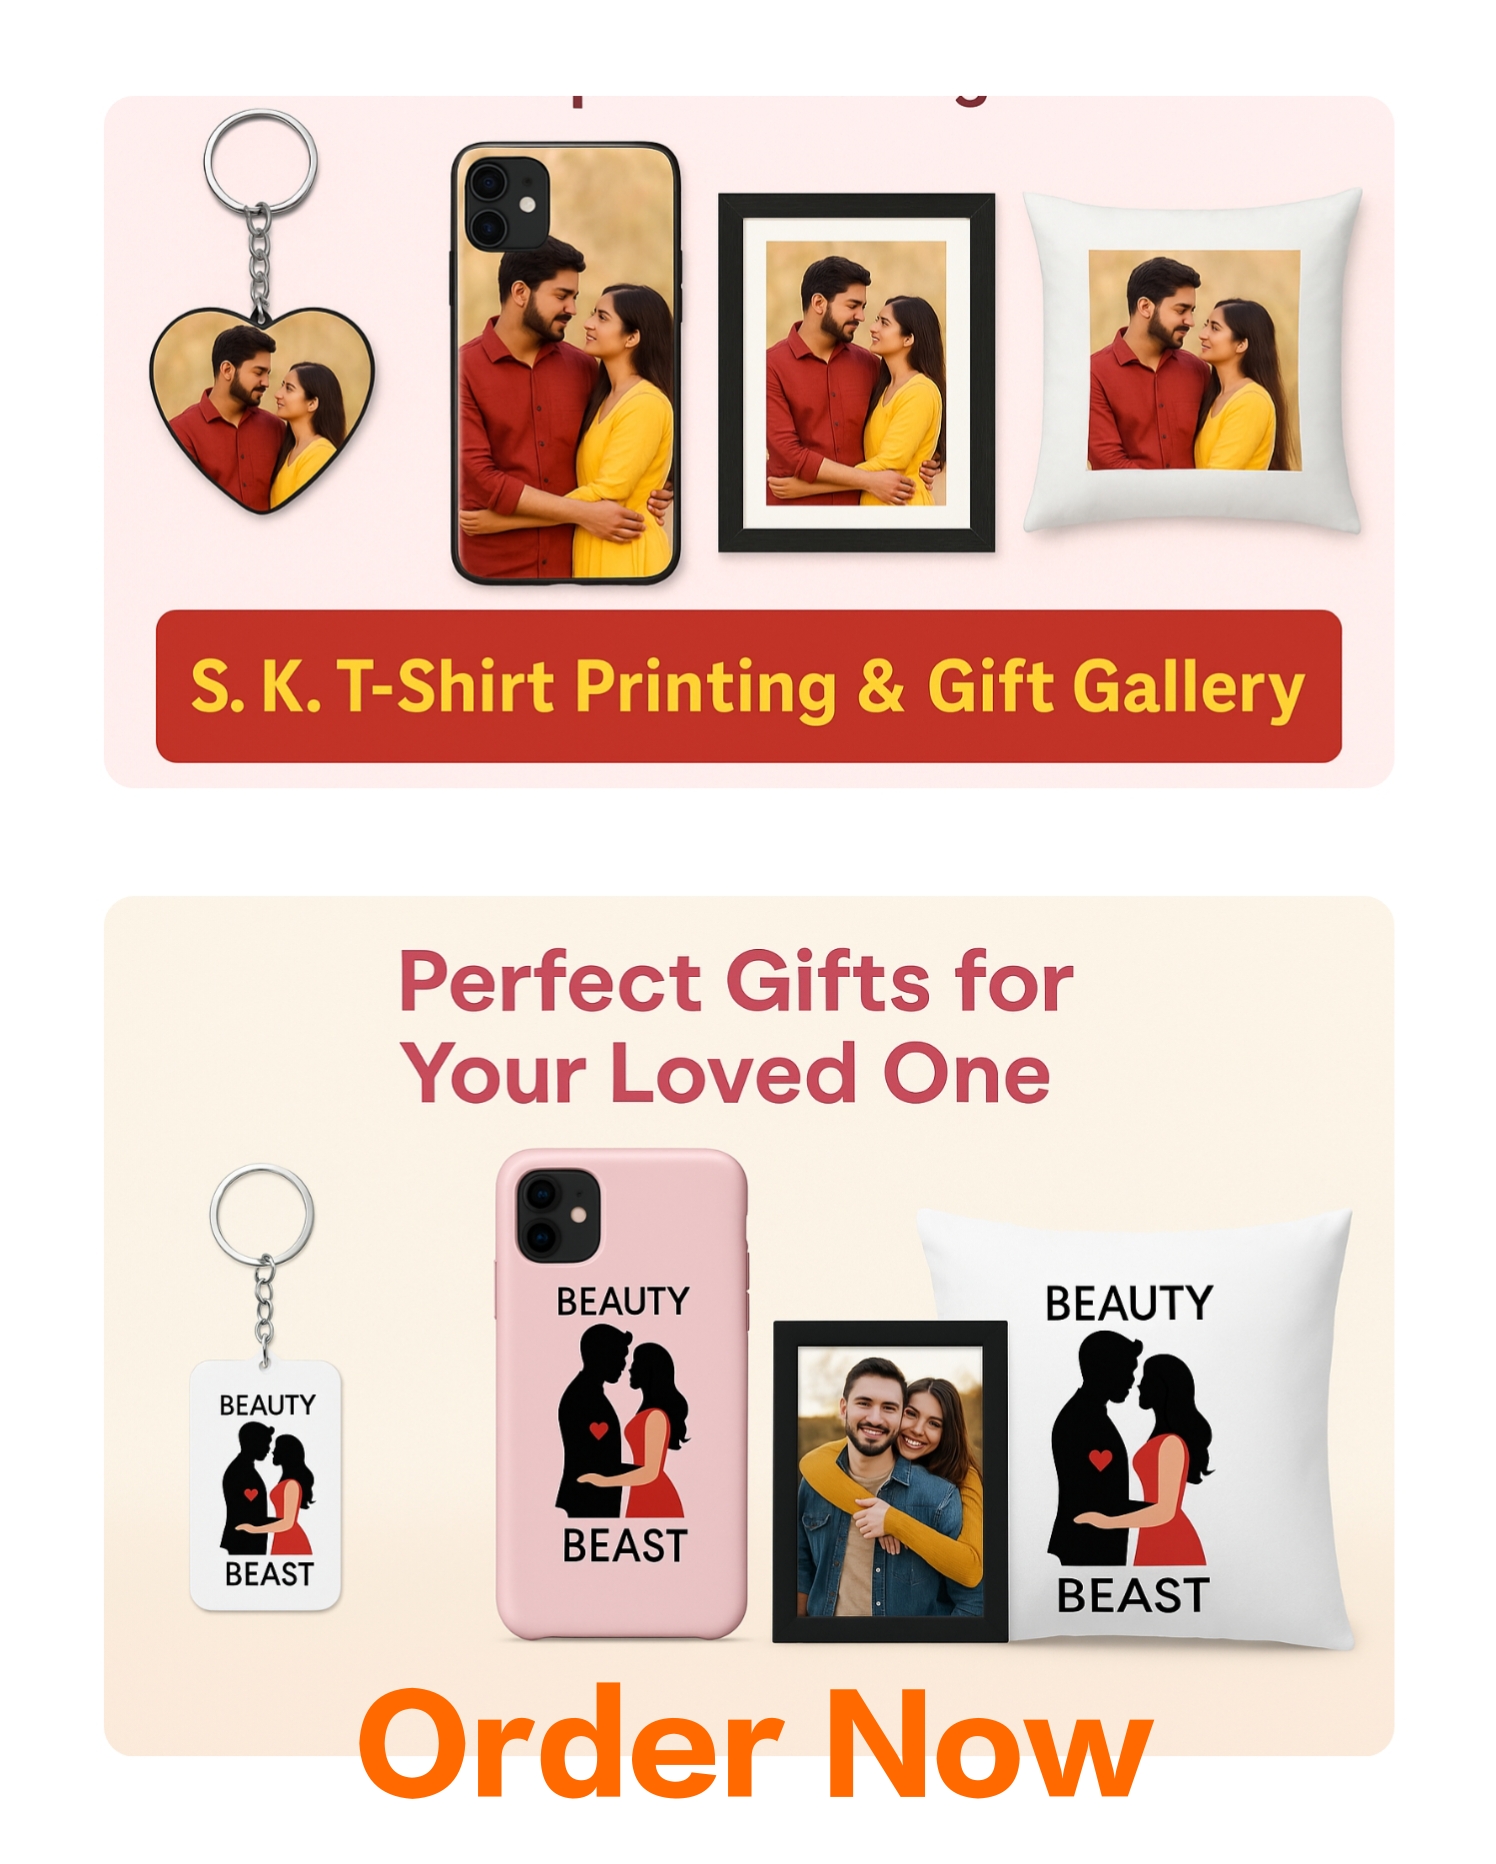 S. K. T-Shirt Printing & Gift Gallery
Perfect Gifts for
Your Loved One
BEAUTY
BEAST
BEAUTY
BEAST
BEAUTY
BEAST
Order Now